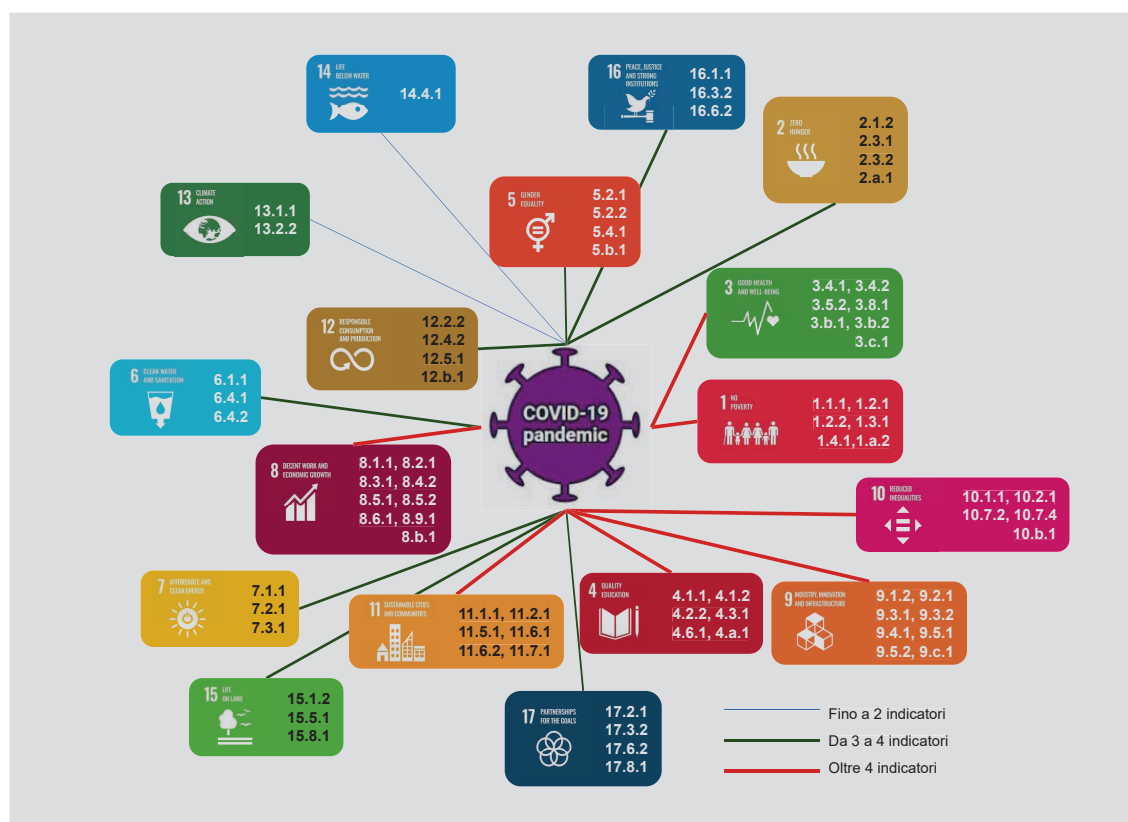 14 LIFE
BELOW WATER
14.4.1
16 PEACE, JUSTICE
AND STRONG
INSTITUTIONS
16.1.1
16.3.2
16.6.2
2 ZERO
HUNGER
2.1.2
2.3.1
2.3.2
2.a.1
13 CLIMATE
ACTION
13.1.1
13.2.2
5 GENDER
EQUALITY
5.2.1
5.2.2
5.4.1
5.b.1
3 GOOD HEALTH
AND WELL-BEING
3.4.1, 3.4.2
3.5.2, 3.8.1
3.b.1, 3.b.2
3.c.1
12 RESPONSIBLE
CONSUMPTION
AND PRODUCTION
12.2.2
12.4.2
12.5.1
12.b.1
6 CLEAN WATER
AND SANITATION
6.1.1
6.4.1
6.4.2
COVID-19
pandemic
1 NO
POVERTY
1.1.1, 1.2.1
1.2.2, 1.3.1
1.4.1,1.a.2
8 DECENT WORK AND
ECONOMIC GROWTH
8.1.1, 8.2.1
8.3.1, 8.4.2
8.5.1, 8.5.2
8.6.1, 8.9.1
8.b.1
10 REDUCED
INEQUALITIES
10.1.1, 10.2.1
10.7.2, 10.7.4
10.b.1
7 AFFORDABLE AND
CLEAN ENERGY
7.1.1
7.2.1
7.3.1
11 SUSTAINABLE CITIES
AND COMMUNITIES
11.1.1, 11.2.1
11.5.1, 11.6.1
11.6.2, 11.7.1
4 QUALITY
EDUCATION
4.1.1, 4.1.2
4.2.2, 4.3.1
4.6.1, 4.a.1
9 INDUSTRY, INNOVATION
AND INFRASTRUCTURE
9.1.2, 9.2.1
9.3.1, 9.3.2
9.4.1, 9.5.1
9.5.2, 9.c.1
15 LIFE
ON LAND
15.1.2
15.5.1
15.8.1
17 PARTNERSHIPS
FOR THE GOALS
17.2.1
17.3.2
17.6.2
17.8.1
Fino a 2 indicatori
Da 3 a 4 indicatori
Oltre 4 indicatori